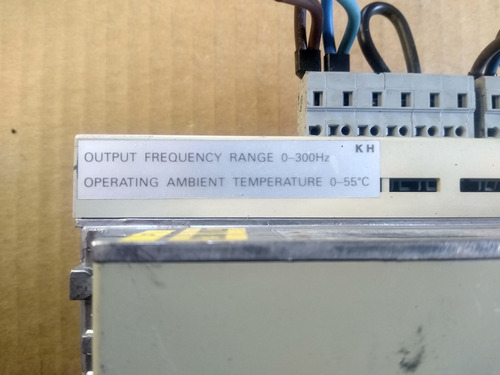 KH
OUTPUT FREQUENCY RANGE 0-300Hz
OPERATING AMBIENT TEMPERATURE 0-55°C